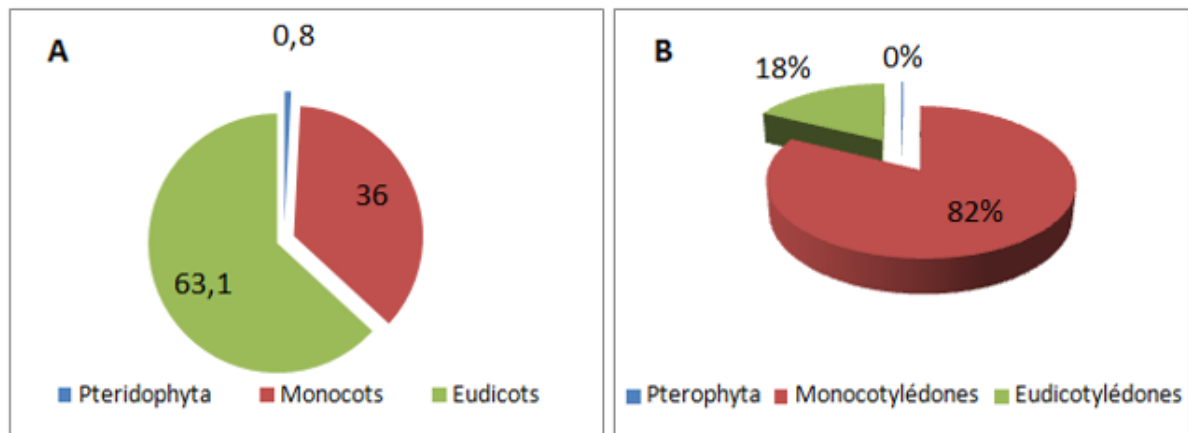 A
0,8
36
63,1
Pteridophyta Monocots Eudicots
B
0%
18%
82%
Pterophyta Monocotylédones Eudicotylédones